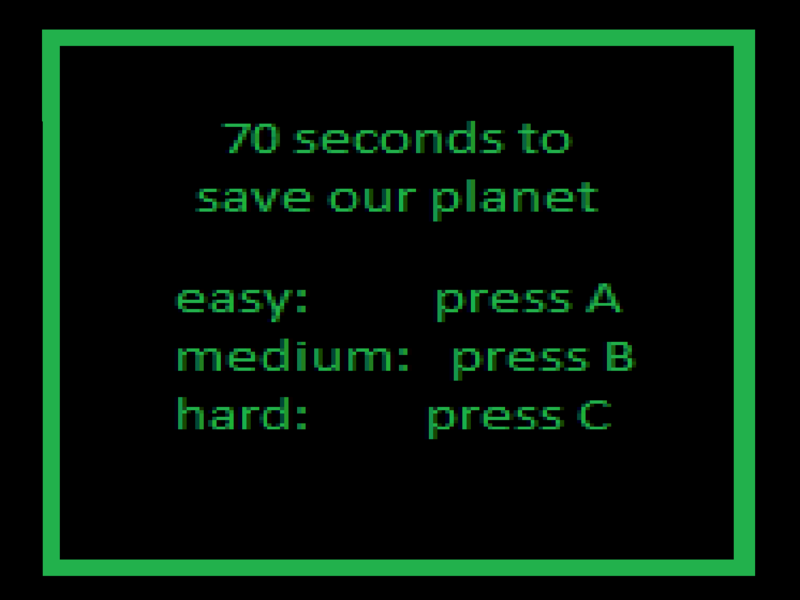 70 seconds to
save our planet
easy: press A
medium: press B
hard: press C